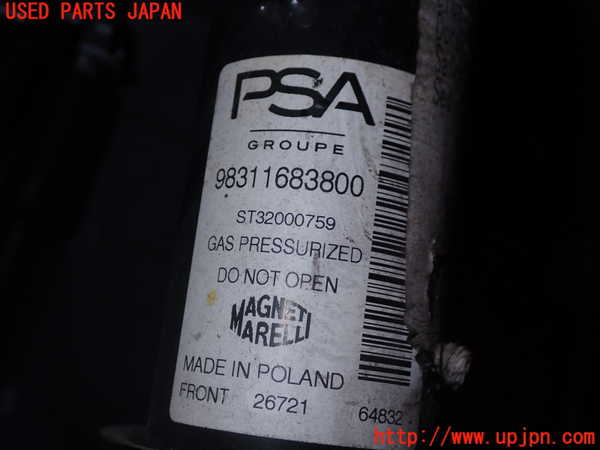 USED PARTS JAPAN
PSA
GROUPE
98311683800
ST32000759
GAS PRESSURIZED
DO NOT OPEN
MAGNETI
MARELLI
MADE IN POLAND
FRONT 26721 64832
http://www.upjpn.com/